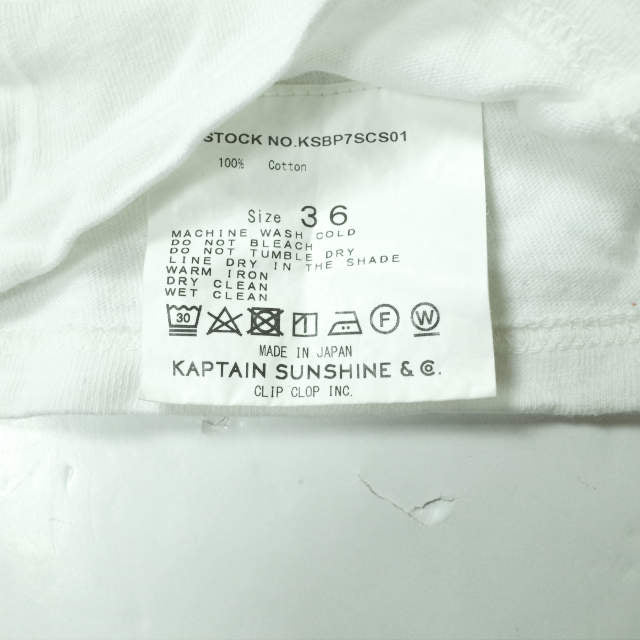 STOCK NO.KSBP7SCS01
100% Cotton
Size 36
MACHINE WASH COLD
DO NOT BLEACH
DO NOT TUMBLE DRY
LINE DRY IN THE SHADE
WARM IRON
DRY CLEAN
WET CLEAN
30 F W
MADE IN JAPAN
KAPTAIN SUNSHINE & Co.
CLIP CLOP INC.